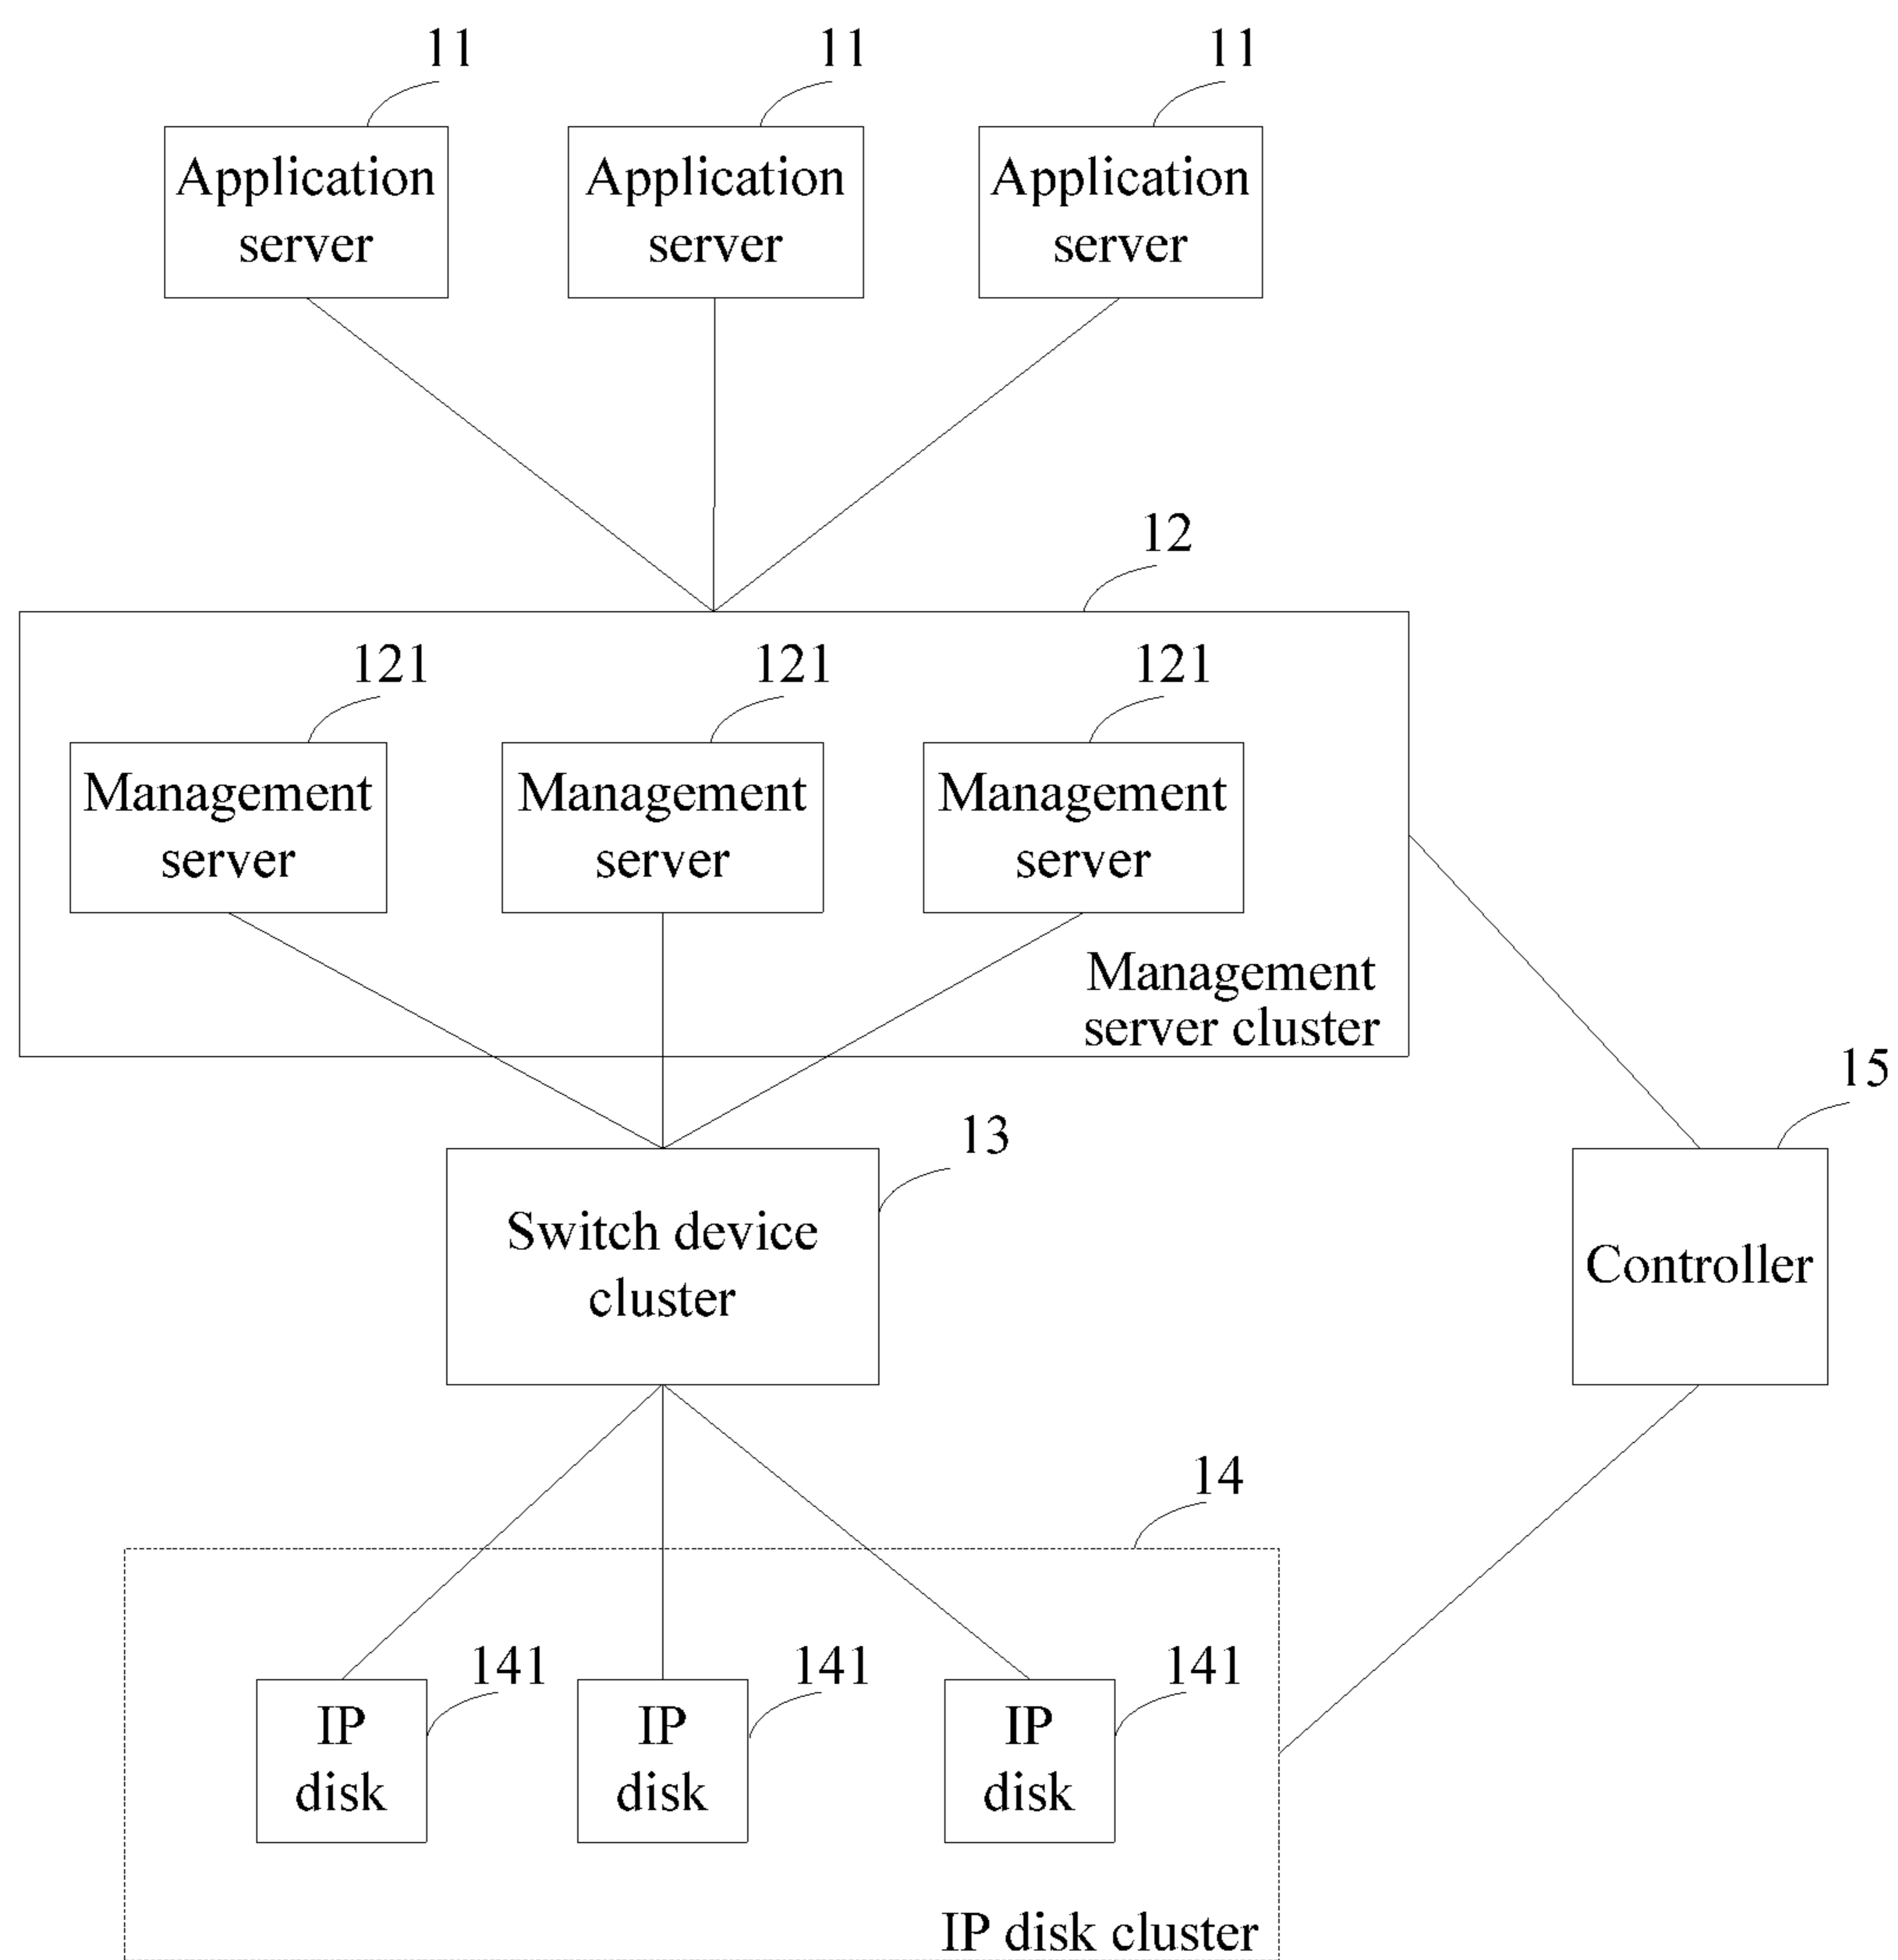 11
11
11
Application
server
Application
server
Application
server
12
121
121
121
Management
server
Management
server
Management
server
Management
server cluster
15
13
Switch device
cluster
Controller
14
141
141
141
IP
disk
IP
disk
IP
disk
IP disk cluster